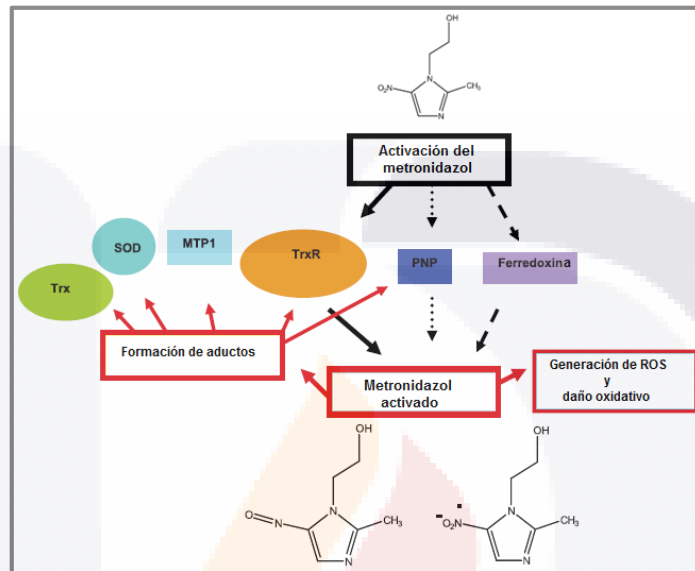 OH
N
O₂N
CH₃
N
Activación del
metronidazol
SOD
MTP1
TrxR
PNP
Ferredoxina
Trx
Formación de aductos
Metronidazol
activado
Generación de ROS
y
daño oxidativo
OH
O
N
N
CH₃
N
OH
N
-O₂N
CH₃
N